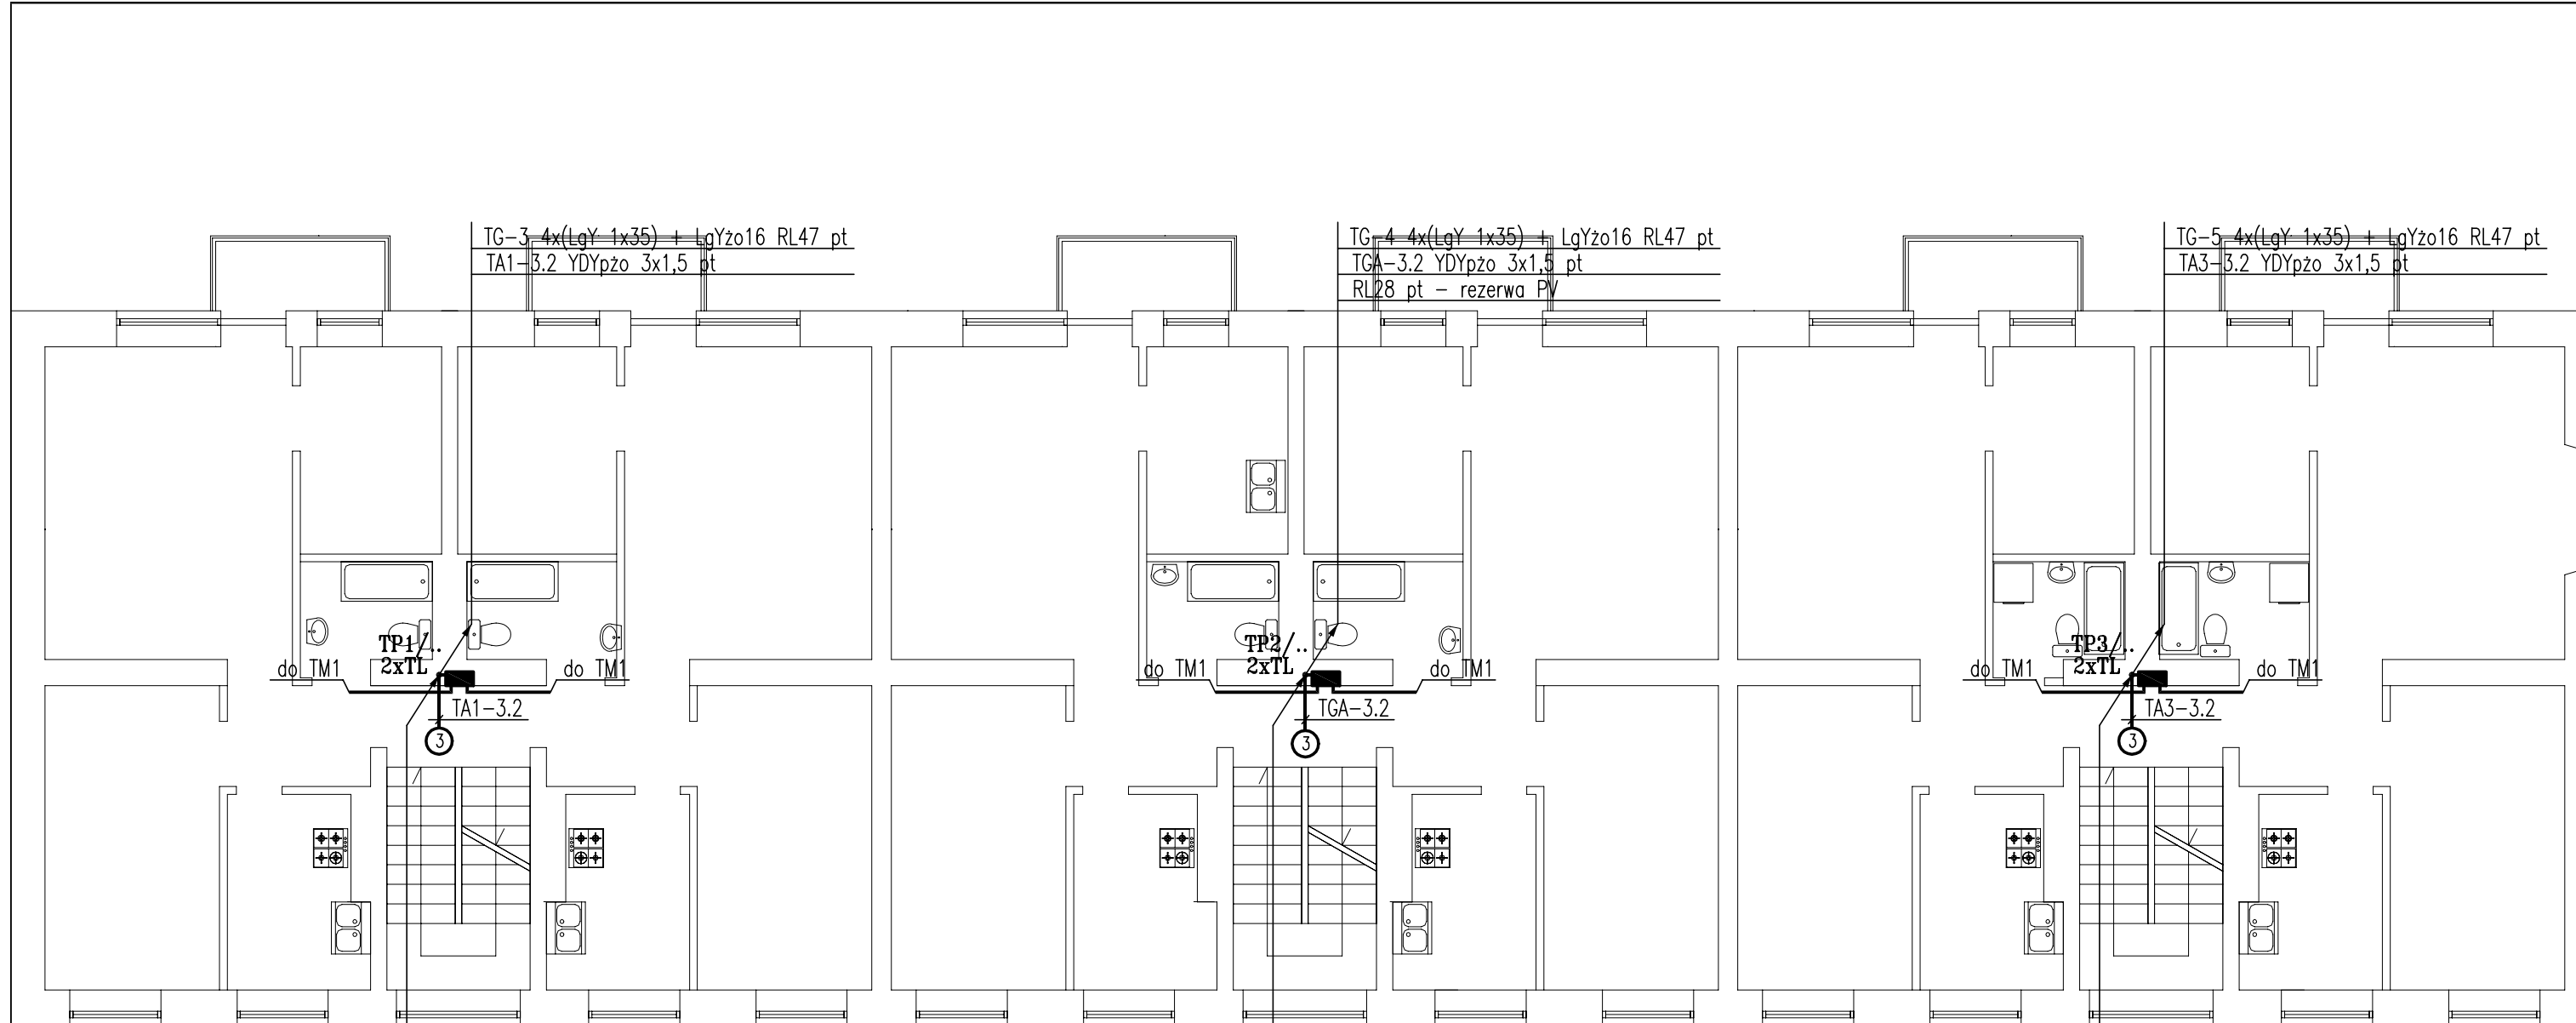 TG-3 4x(LgY 1x35) + LgYżo16 RL47 pt
TA1-3.2 YDYpżo 3x1,5 pt
TG-4 4x(LgY 1x35) + LgYżo16 RL47 pt
TGA-3.2 YDYpżo 3x1,5 pt
RL28 pt - rezerwa PV
TG-5 4x(LgY 1x35) + LgYżo16 RL47 pt
TA3-3.2 YDYpżo 3x1,5 pt
TP1/..
2xTL
do TM1
do TM1
TA1-3.2
3
TP2/..
2xTL
do TM1
do TM1
TGA-3.2
3
TP3/..
2xTL
do TM1
do TM1
TA3-3.2
3